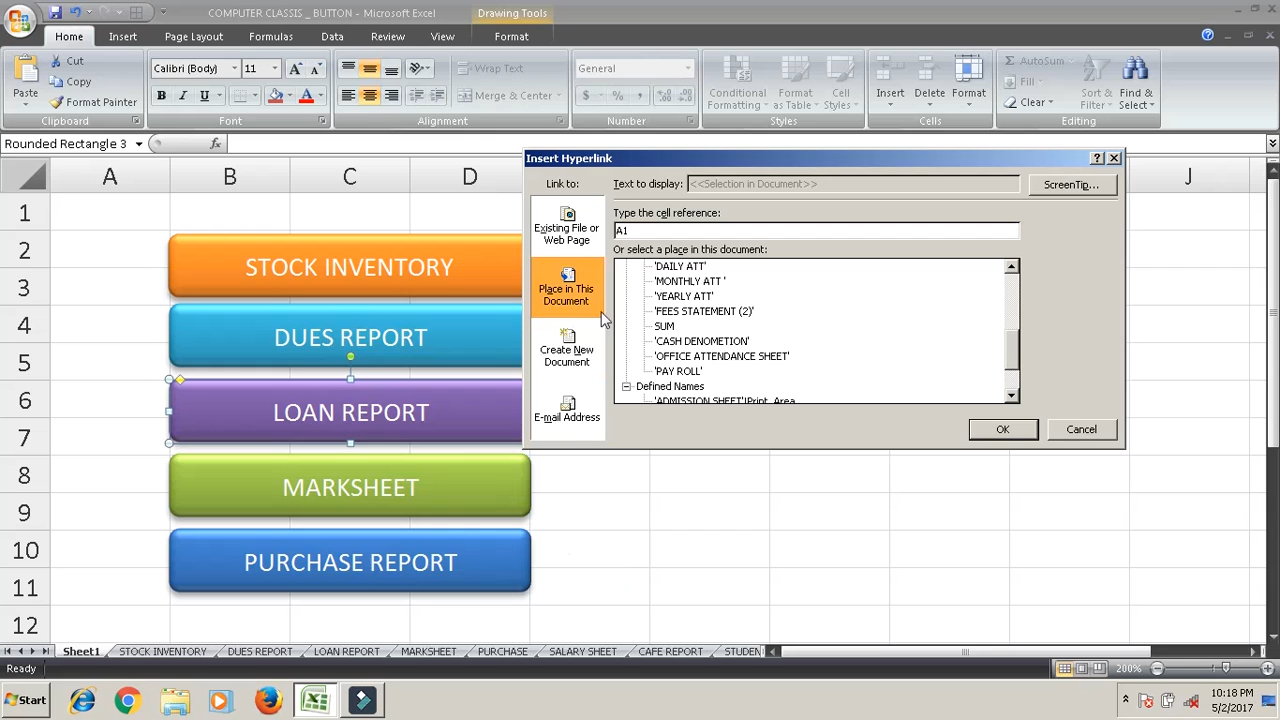 COMPUTER CLASSIS _ BUTTON - Microsoft Excel
Drawing Tools
Home Insert Page Layout Formulas Data Review View Format
Paste
Cut
Copy
Format Painter
Clipboard
Calibri (Body) 11 A A
B I U A
Font
Wrap Text
Merge & Center
Alignment
General
$ % ,
Number
Conditional Formatting
Format as Table
Cell Styles
Styles
Insert Delete Format
Cells
Σ AutoSum
Fill
Clear
Sort & Filter
Find & Select
Editing
Rounded Rectangle 3 fx
A B C D J
1
2
3
4
5
6
7
8
9
10
11
12
STOCK INVENTORY
DUES REPORT
LOAN REPORT
MARKSHEET
PURCHASE REPORT
Insert Hyperlink
Link to:
Text to display: <<Selection in Document>>
ScreenTip...
Existing File or Web Page
Place in This Document
Create New Document
E-mail Address
Type the cell reference:
A1
Or select a place in this document:
'DAILY ATT'
'MONTHLY ATT '
'YEARLY ATT'
'FEES STATEMENT (2)'
SUM
'CASH DENOMETION'
'OFFICE ATTENDANCE SHEET'
'PAY ROLL'
Defined Names
'ADMISSION SHEET'!Print_Area
OK Cancel
Sheet1 STOCK INVENTORY DUES REPORT LOAN REPORT MARKSHEET PURCHASE SALARY SHEET CAFE REPORT STUDEN
Ready
200%
Start
10:18 PM
5/2/2017